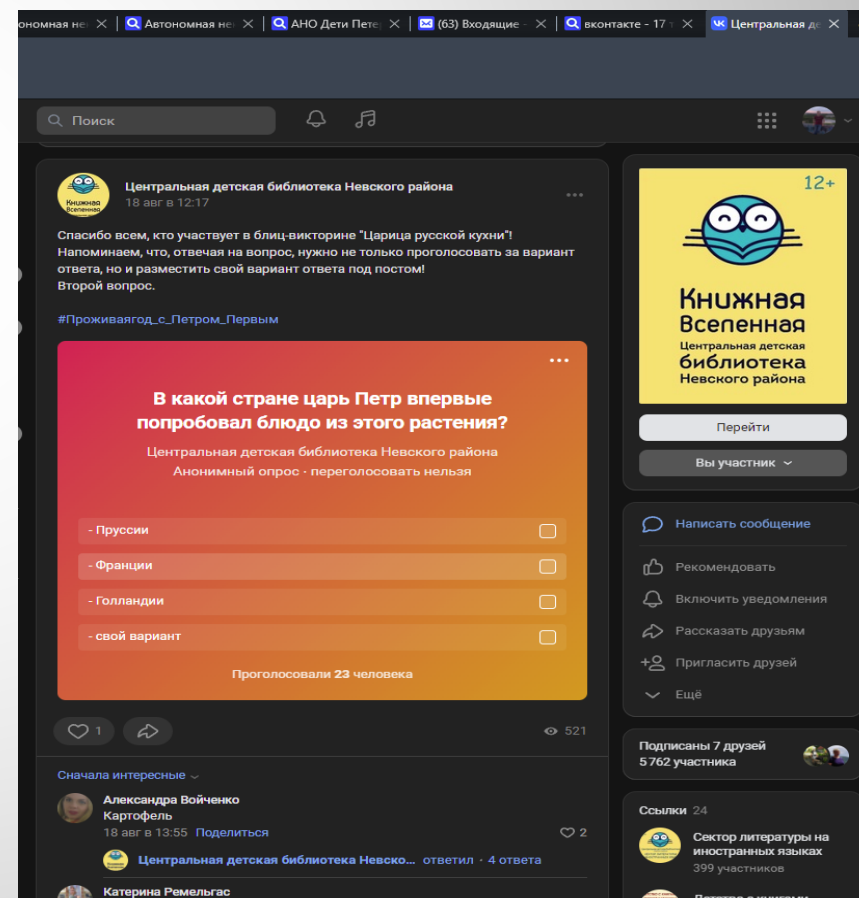 ономная не
Автономная не
АНО Дети Пете
(63) Входящие -
вконтакте - 17 т
Центральная де
Поиск
Книжная
Вселенная
Центральная детская библиотека Невского района
18 авг в 12:17
Спасибо всем, кто участвует в блиц-викторине "Царица русской кухни"!
Напоминаем, что, отвечая на вопрос, нужно не только проголосовать за вариант
ответа, но и разместить свой вариант ответа под постом!
Второй вопрос.
#Проживаягод_с_Петром_Первым
В какой стране царь Петр впервые
попробовал блюдо из этого растения?
Центральная детская библиотека Невского района
Анонимный опрос · переголосовать нельзя
- Пруссии
- Франции
- Голландии
- свой вариант
Проголосовали 23 человека
1
521
Сначала интересные
Александра Войченко
Картофель
18 авг в 13:55 Поделиться
2
Центральная детская библиотека Невско... ответил · 4 ответа
Катерина Ремельгас
12+
Книжная
Вселенная
Центральная детская
библиотека
Невского района
Перейти
Вы участник
Написать сообщение
Рекомендовать
Включить уведомления
Рассказать друзьям
Пригласить друзей
Ещё
Подписаны 7 друзей
5 762 участника
Ссылки 24
Сектор литературы на
иностранных языках
399 участников